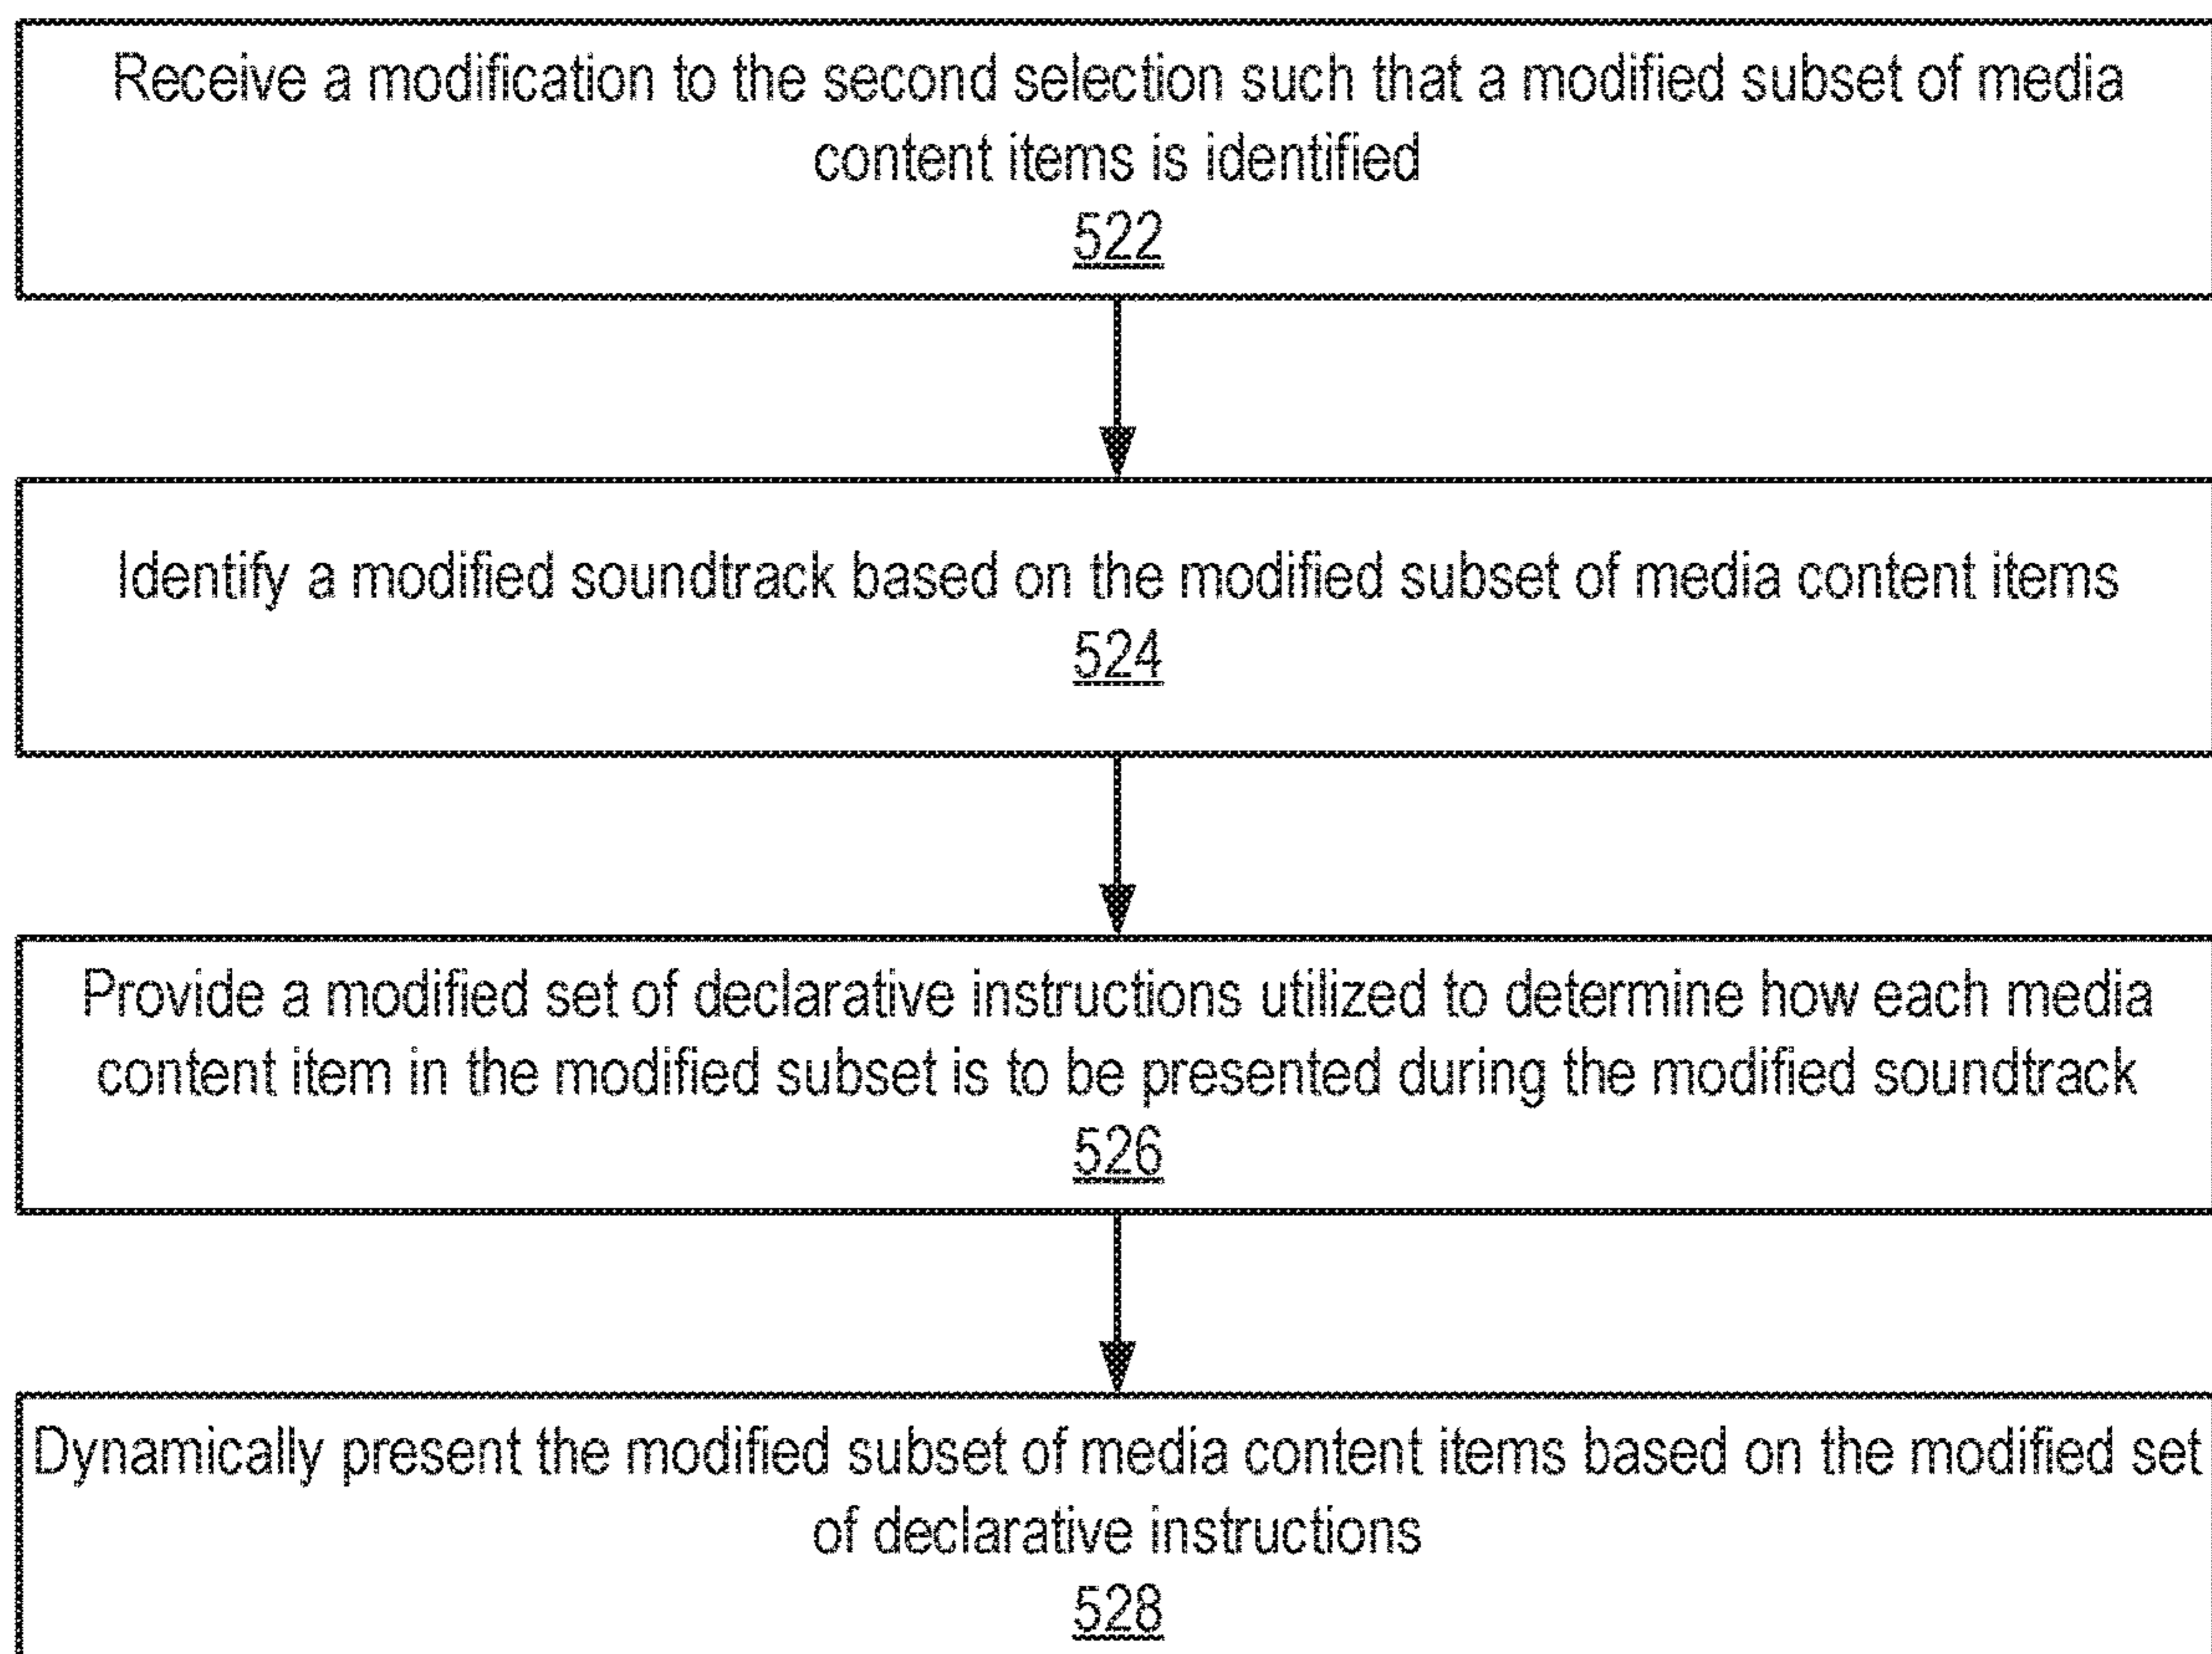 Receive a modification to the second selection such that a modified subset of media
content items is identified
522
Identify a modified soundtrack based on the modified subset of media content items
524
Provide a modified set of declarative instructions utilized to determine how each media
content item in the modified subset is to be presented during the modified soundtrack
526
Dynamically present the modified subset of media content items based on the modified set
of declarative instructions
528